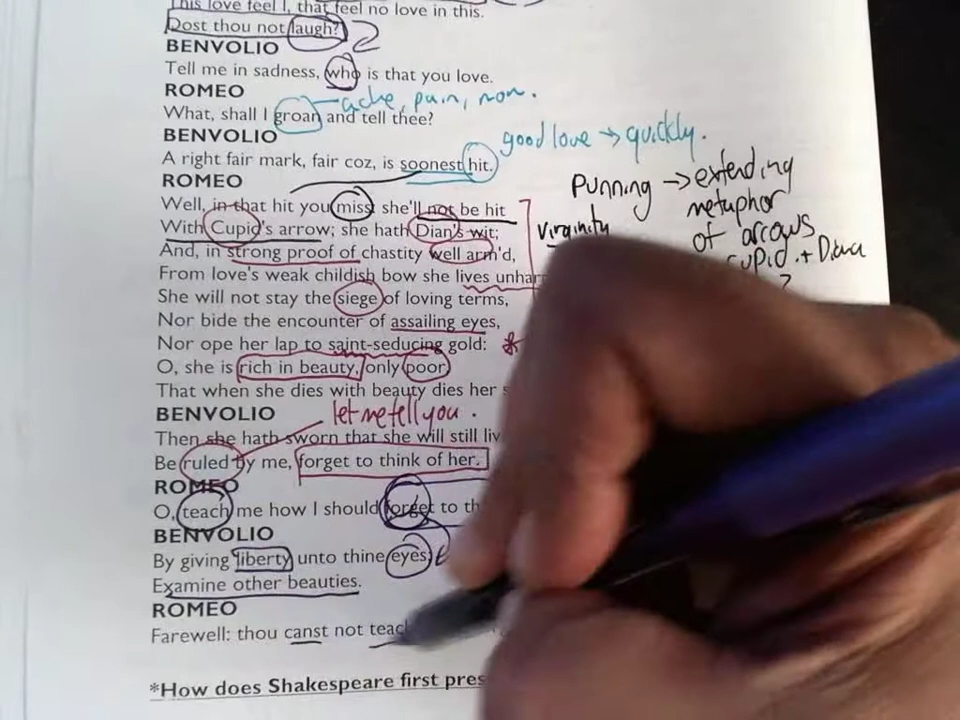 This love feel I, that feel no love in this.
Dost thou not laugh?
BENVOLIO
Tell me in sadness, who is that you love.
ROMEO
ache, pain, moan.
What, shall I groan and tell thee?
BENVOLIO
good love → quickly.
A right fair mark, fair coz, is soonest hit.
ROMEO
Punning → extending
metaphor
of arrows
cupid + Diana
?
Well, in that hit you miss she'll not be hit
virginity
With Cupid's arrow; she hath Dian's wit;
And, in strong proof of chastity well arm'd,
From love's weak childish bow she lives unhar
She will not stay the siege of loving terms,
Nor bide the encounter of assailing eyes,
Nor ope her lap to saint-seducing gold: *
O, she is rich in beauty, only poor
That when she dies with beauty dies her
BENVOLIO
let me tell you.
Then she hath sworn that she will still liv
Be ruled by me, forget to think of her.
ROMEO
O, teach me how I should forget to th
BENVOLIO
By giving liberty unto thine eyes;
Examine other beauties.
ROMEO
Farewell: thou canst not teac
*How does Shakespeare first pres